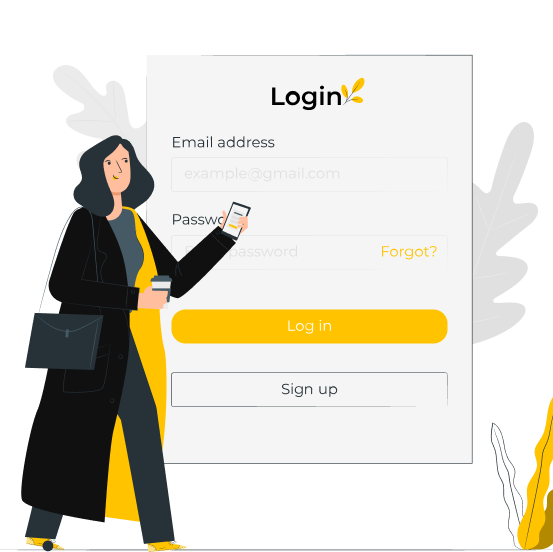 Login
Email address
example@gmail.com
password
Forgot?
Log in
Sign up